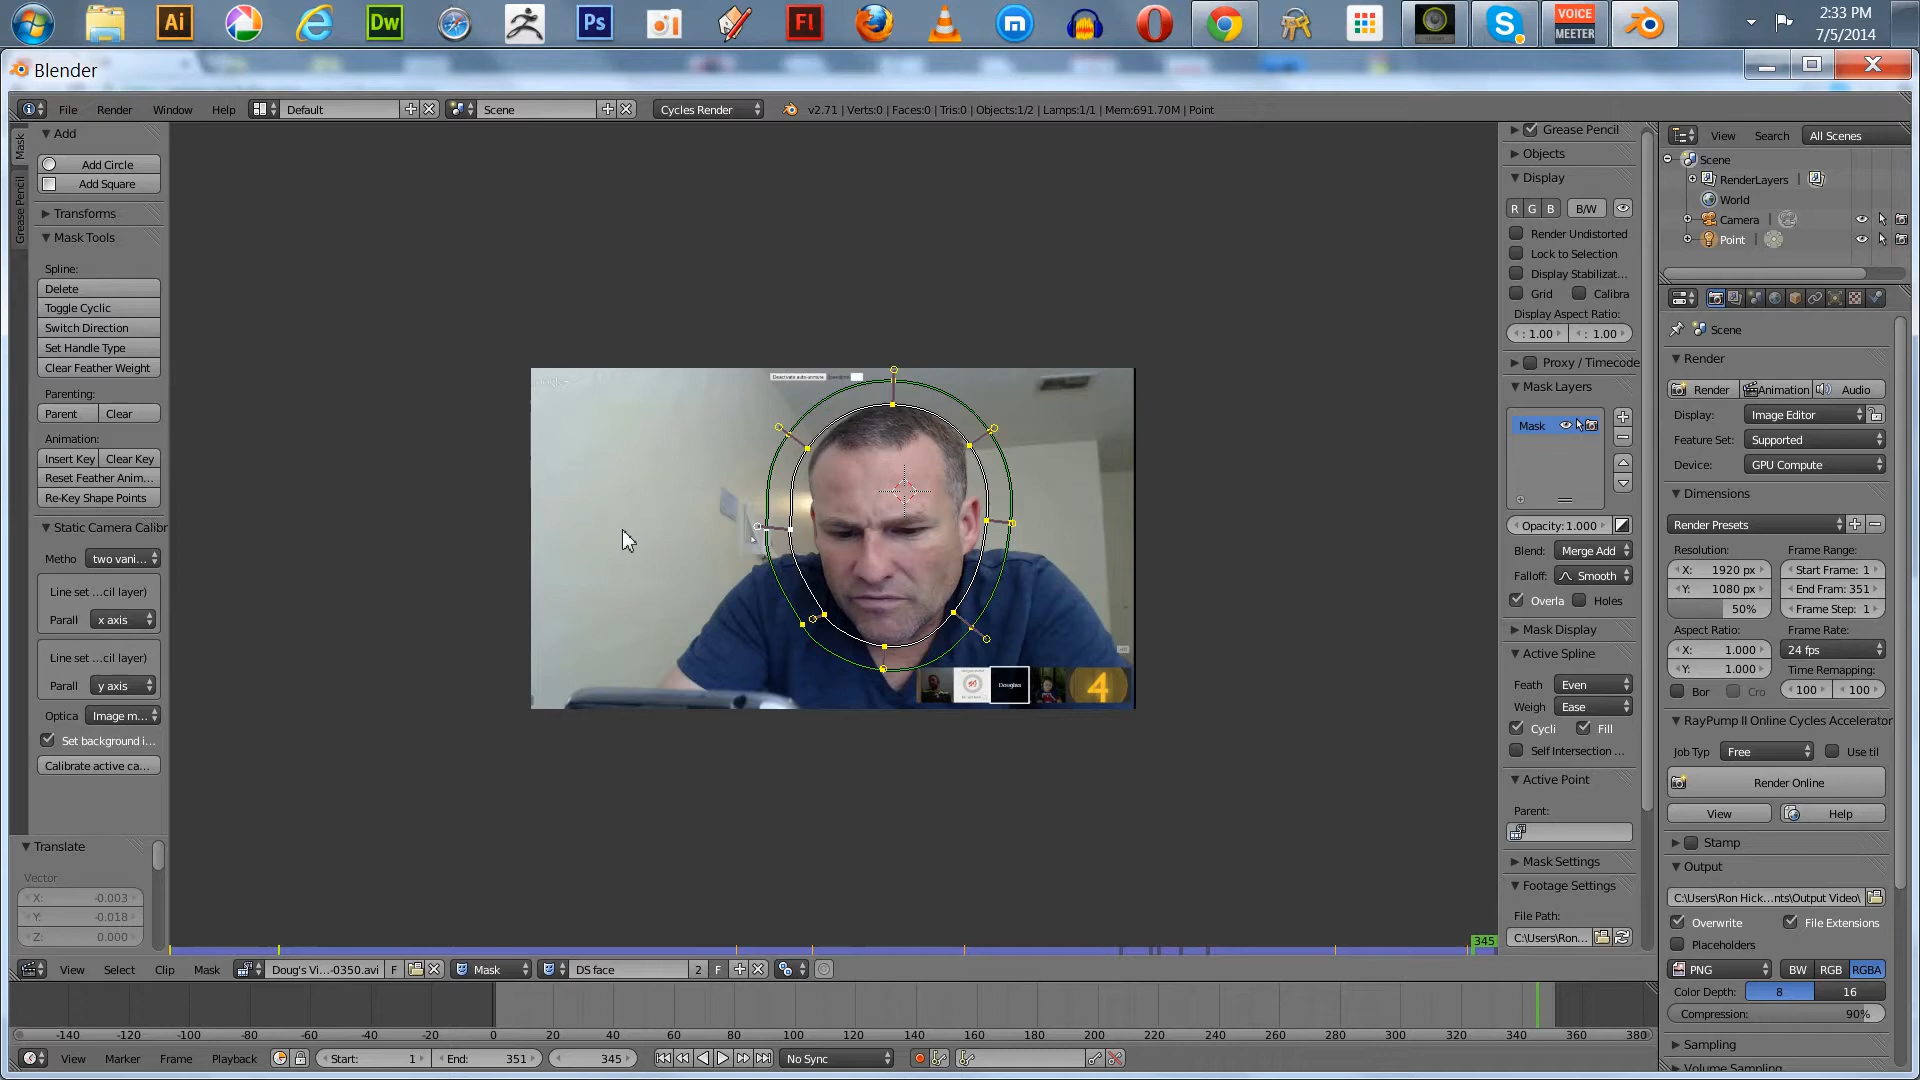 Ai
Dw
Ps
Fl
VOICE
MEETER
2:33 PM
7/5/2014
Blender
File
Render
Window
Help
Default
Scene
Cycles Render
v2.71 | Verts:0 | Faces:0 | Tris:0 | Objects:1/2 | Lamps:1/1 | Mem:691.70M | Point
Mask
Grease Pencil
Add
Add Circle
Add Square
Transforms
Mask Tools
Spline:
Delete
Toggle Cyclic
Switch Direction
Set Handle Type
Clear Feather Weight
Parenting:
Parent Clear
Animation:
Insert Key Clear Key
Reset Feather Anim...
Re-Key Shape Points
Static Camera Calibr
Metho two vani...
Line set ...cil layer)
Parall x axis
Line set ...cil layer)
Parall y axis
Optica Image m...
Set background i...
Calibrate active ca...
Translate
Vector
X: -0.003
Y: -0.018
Z: 0.000
Douglas
4
Grease Pencil
Objects
Display
R G B B/W
Render Undistorted
Lock to Selection
Display Stabilizat...
Grid Calibra
Display Aspect Ratio:
: 1.00 : 1.00
Proxy / Timecode
Mask Layers
Mask
Opacity: 1.000
Blend: Merge Add
Falloff: Smooth
Overla Holes
Mask Display
Active Spline
Feath Even
Weigh Ease
Cycli Fill
Self Intersection ...
Active Point
Parent:
Mask Settings
Footage Settings
File Path:
C:\Users\Ron...
View Search All Scenes
Scene
RenderLayers
World
Camera
Point
Scene
Render
Render Animation Audio
Display: Image Editor
Feature Set: Supported
Device: GPU Compute
Dimensions
Render Presets
Resolution: Frame Range:
X: 1920 px Start Frame: 1
Y: 1080 px End Fram: 351
50% Frame Step: 1
Aspect Ratio: Frame Rate:
X: 1.000 24 fps
Y: 1.000 Time Remapping:
Bor Cro 100 100
RayPump II Online Cycles Accelerator
Job Typ Free Use til
Render Online
View Help
Stamp
Output
C:\Users\Ron Hick...nts\Output Video\
Overwrite File Extensions
Placeholders
PNG BW RGB RGBA
Color Depth: 8 16
Compression: 90%
Sampling
Volume Sampling
345
View Select Clip Mask Doug's Vi...-0350.avi F Mask DS face 2 F
-140 -120 -100 -80 -60 -40 -20 0 20 40 60 80 100 120 140 160 180 200 220 240 260 280 300 320 340 360 380
View Marker Frame Playback Start: 1 End: 351 345 No Sync